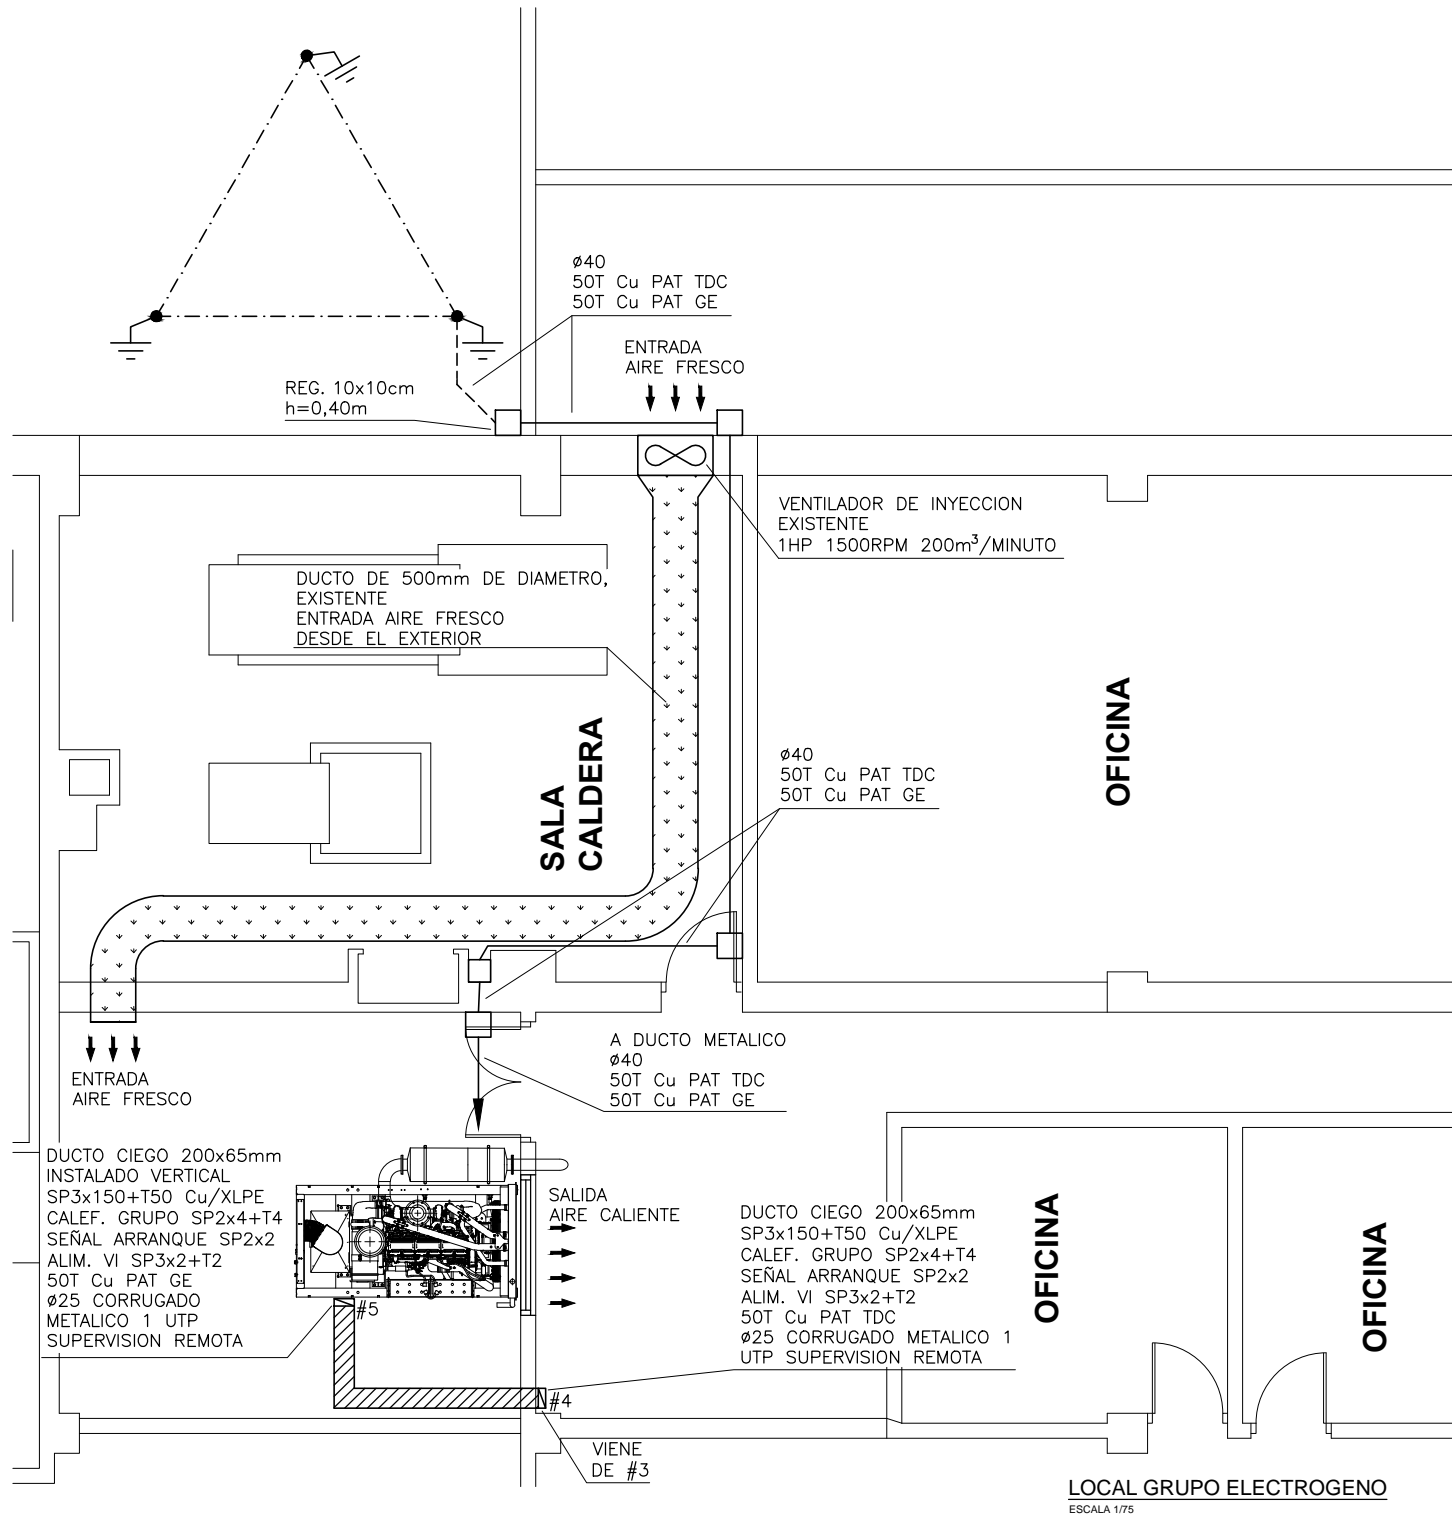 ø40
50T Cu PAT TDC
50T Cu PAT GE
ENTRADA
AIRE FRESCO
REG. 10x10cm
h=0,40m
VENTILADOR DE INYECCION
EXISTENTE
1HP 1500RPM 200m³/MINUTO
DUCTO DE 500mm DE DIAMETRO,
EXISTENTE
ENTRADA AIRE FRESCO
DESDE EL EXTERIOR
SALA
CALDERA
OFICINA
ø40
50T Cu PAT TDC
50T Cu PAT GE
A DUCTO METALICO
ø40
50T Cu PAT TDC
50T Cu PAT GE
ENTRADA
AIRE FRESCO
DUCTO CIEGO 200x65mm
INSTALADO VERTICAL
SP3x150+T50 Cu/XLPE
CALEF. GRUPO SP2x4+T4
SEÑAL ARRANQUE SP2x2
ALIM. VI SP3x2+T2
50T Cu PAT GE
ø25 CORRUGADO
METALICO 1 UTP
SUPERVISION REMOTA
#5
SALIDA
AIRE CALIENTE
DUCTO CIEGO 200x65mm
SP3x150+T50 Cu/XLPE
CALEF. GRUPO SP2x4+T4
SEÑAL ARRANQUE SP2x2
ALIM. VI SP3x2+T2
50T Cu PAT TDC
ø25 CORRUGADO METALICO 1
UTP SUPERVISION REMOTA
#4
VIENE
DE #3
OFICINA
OFICINA
LOCAL GRUPO ELECTROGENO
ESCALA 1/75